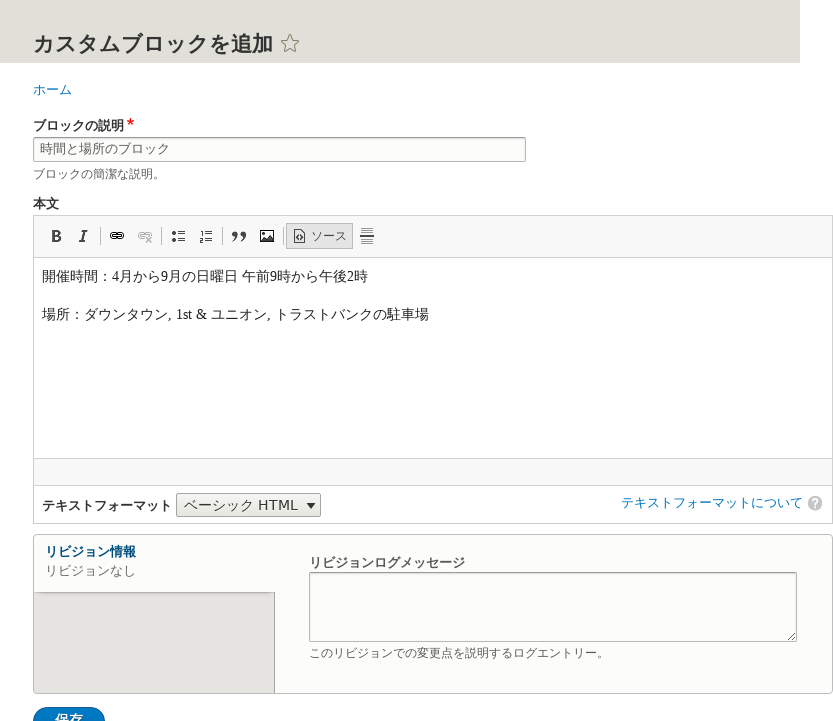 カスタムブロックを追加
ホーム
ブロックの説明*
時間と場所のブロック
ブロックの簡潔な説明。
本文
B I ソース
開催時間：4月から9月の日曜日 午前9時から午後2時
場所：ダウンタウン, 1st & ユニオン, トラストバンクの駐車場
テキストフォーマット ベーシック HTML テキストフォーマットについて ?
リビジョン情報
リビジョンなし
リビジョンログメッセージ
このリビジョンでの変更点を説明するログエントリー。
保存